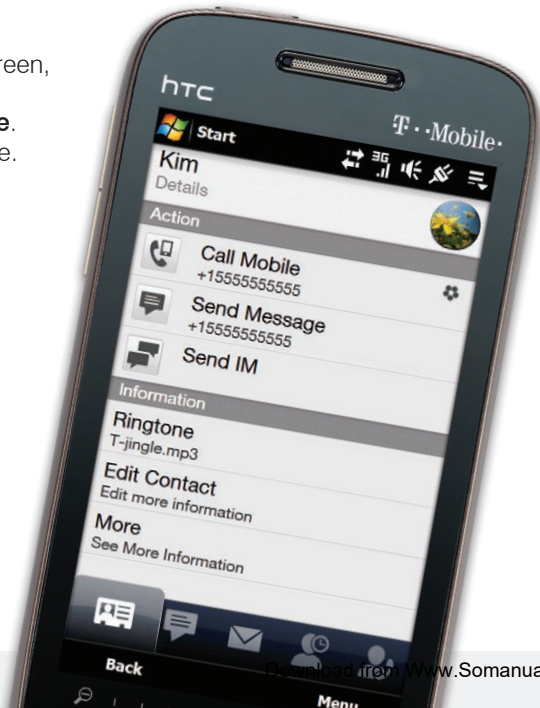 reen,
e.
e.
hTC
T··Mobile·
Start
3G
Kim
Details
Action
Call Mobile
+15555555555
Send Message
+15555555555
Send IM
Information
Ringtone
T-jingle.mp3
Edit Contact
Edit more information
More
See More Information
Back
Menu
Download from Www.Somanua